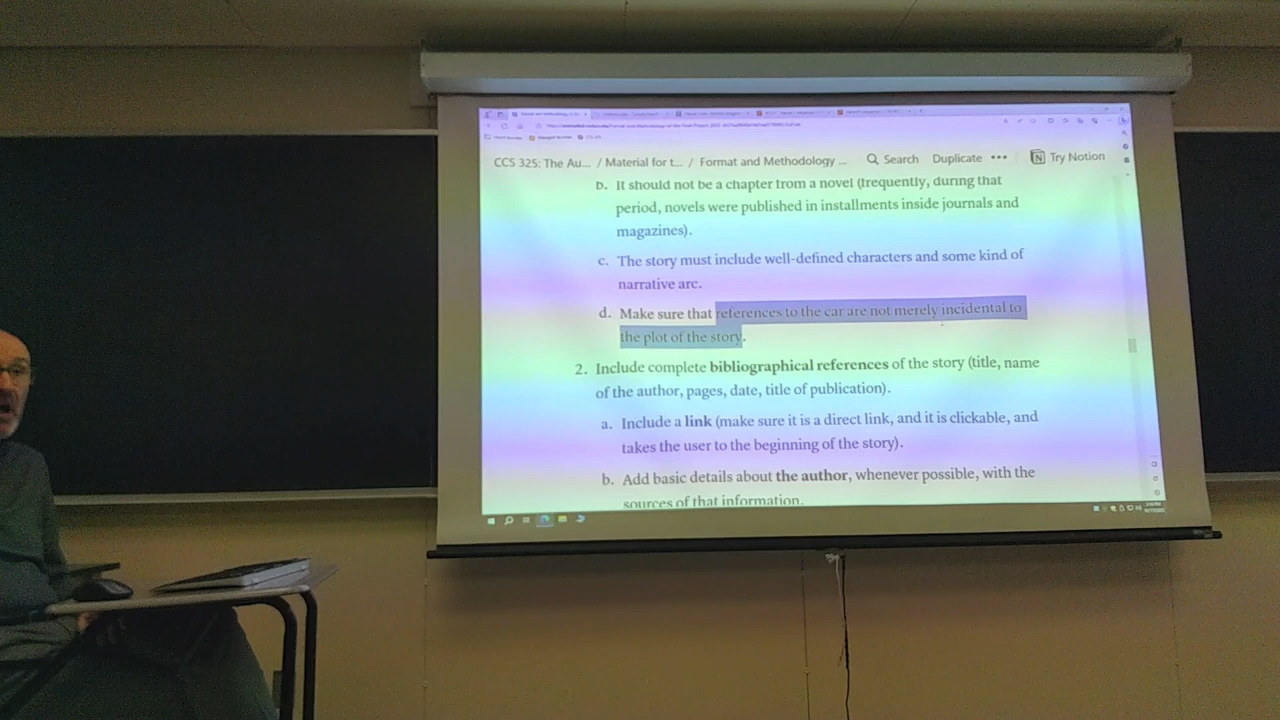 CCS 325: The Au... / Material for t... / Format and Methodology ... Search Duplicate ••• Try Notion
b. It should not be a chapter from a novel (frequently, during that
period, novels were published in installments inside journals and
magazines).
c. The story must include well-defined characters and some kind of
narrative arc.
d. Make sure that references to the car are not merely incidental to
the plot of the story.
2. Include complete bibliographical references of the story (title, name
of the author, pages, date, title of publication).
a. Include a link (make sure it is a direct link, and it is clickable, and
takes the user to the beginning of the story).
b. Add basic details about the author, whenever possible, with the
sources of that information.